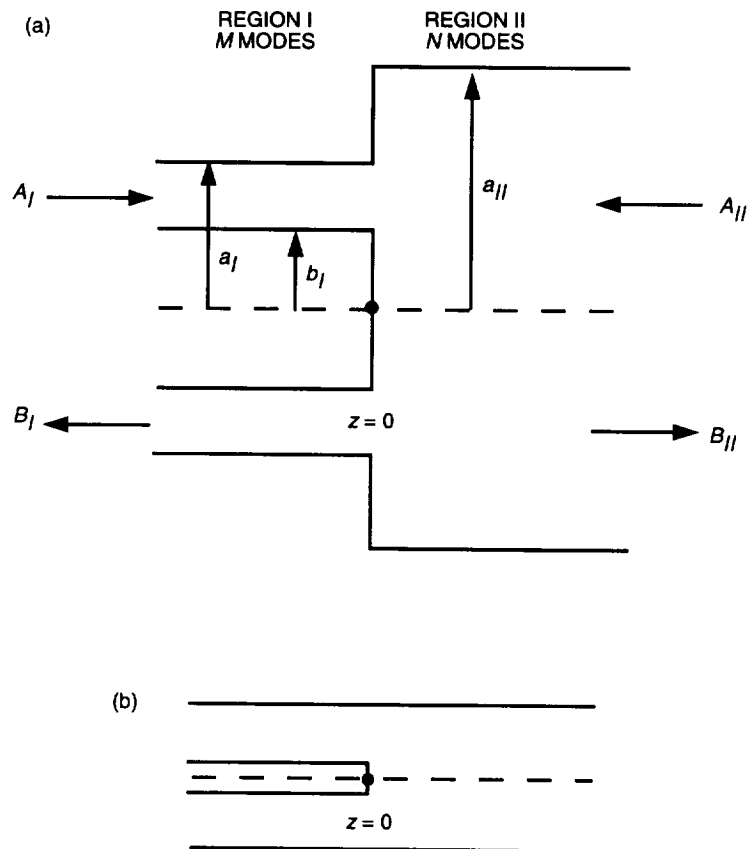 (a)
REGION I
M MODES
REGION II
N MODES
A_I
a_I
b_I
a_II
A_II
B_I
z = 0
B_II
(b)
z = 0